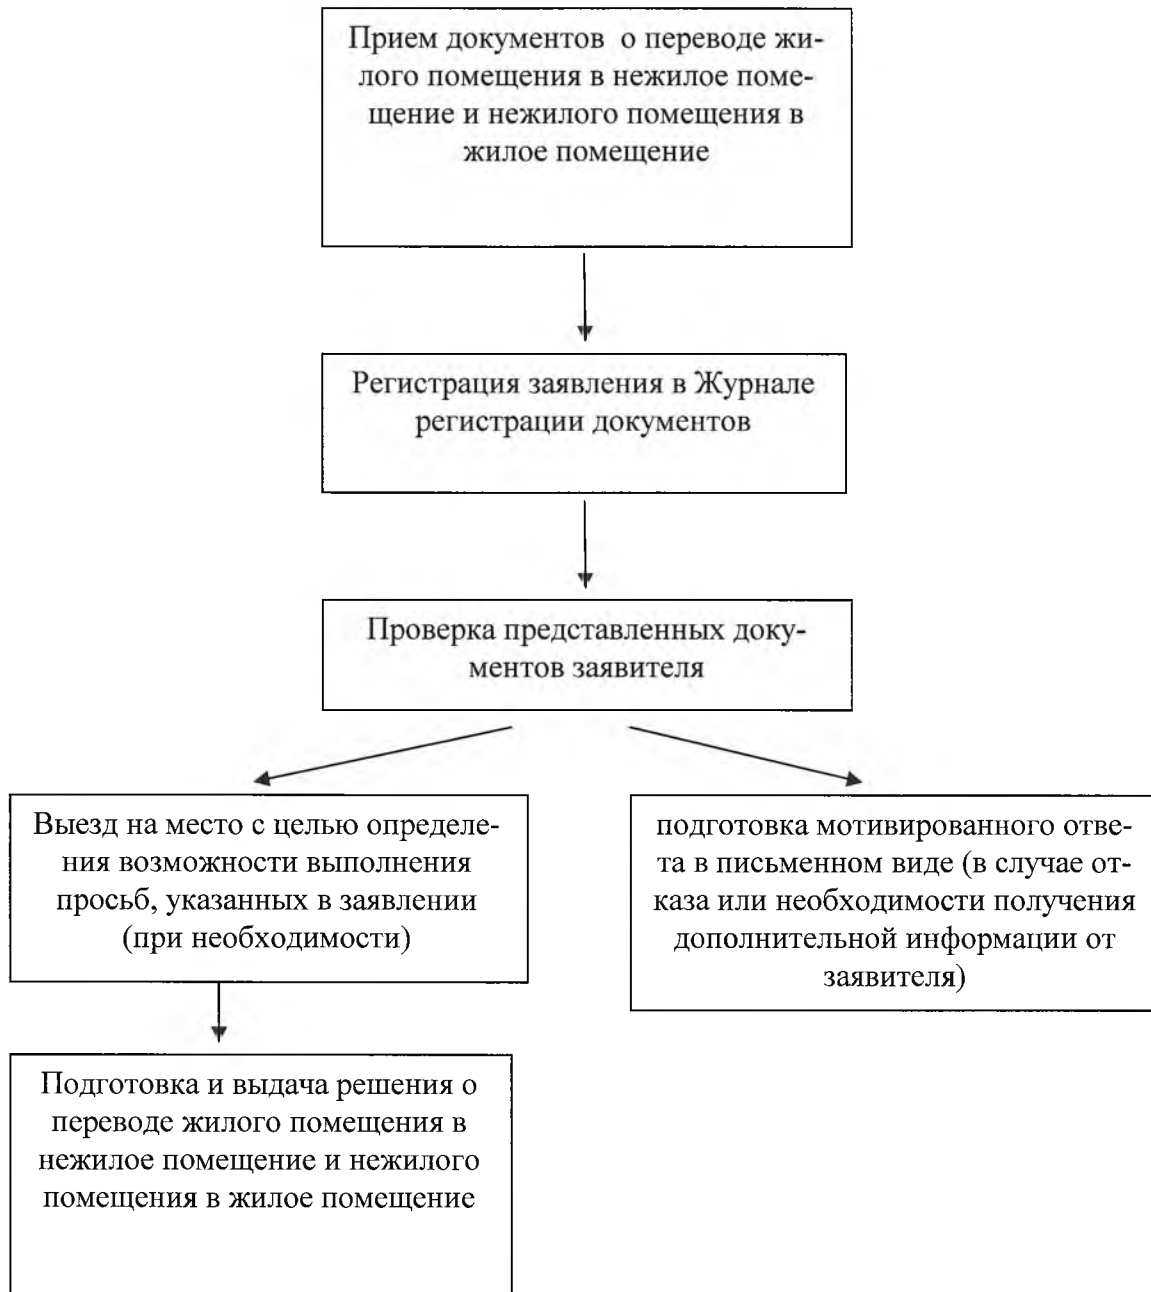 Прием документов о переводе жи-
лого помещения в нежилое поме-
щение и нежилого помещения в
жилое помещение
Регистрация заявления в Журнале
регистрации документов
Проверка представленных доку-
ментов заявителя
Выезд на место с целью определе-
ния возможности выполнения
просьб, указанных в заявлении
(при необходимости)
подготовка мотивированного отве-
та в письменном виде (в случае от-
каза или необходимости получения
дополнительной информации от
заявителя)
Подготовка и выдача решения о
переводе жилого помещения в
нежилое помещение и нежилого
помещения в жилое помещение